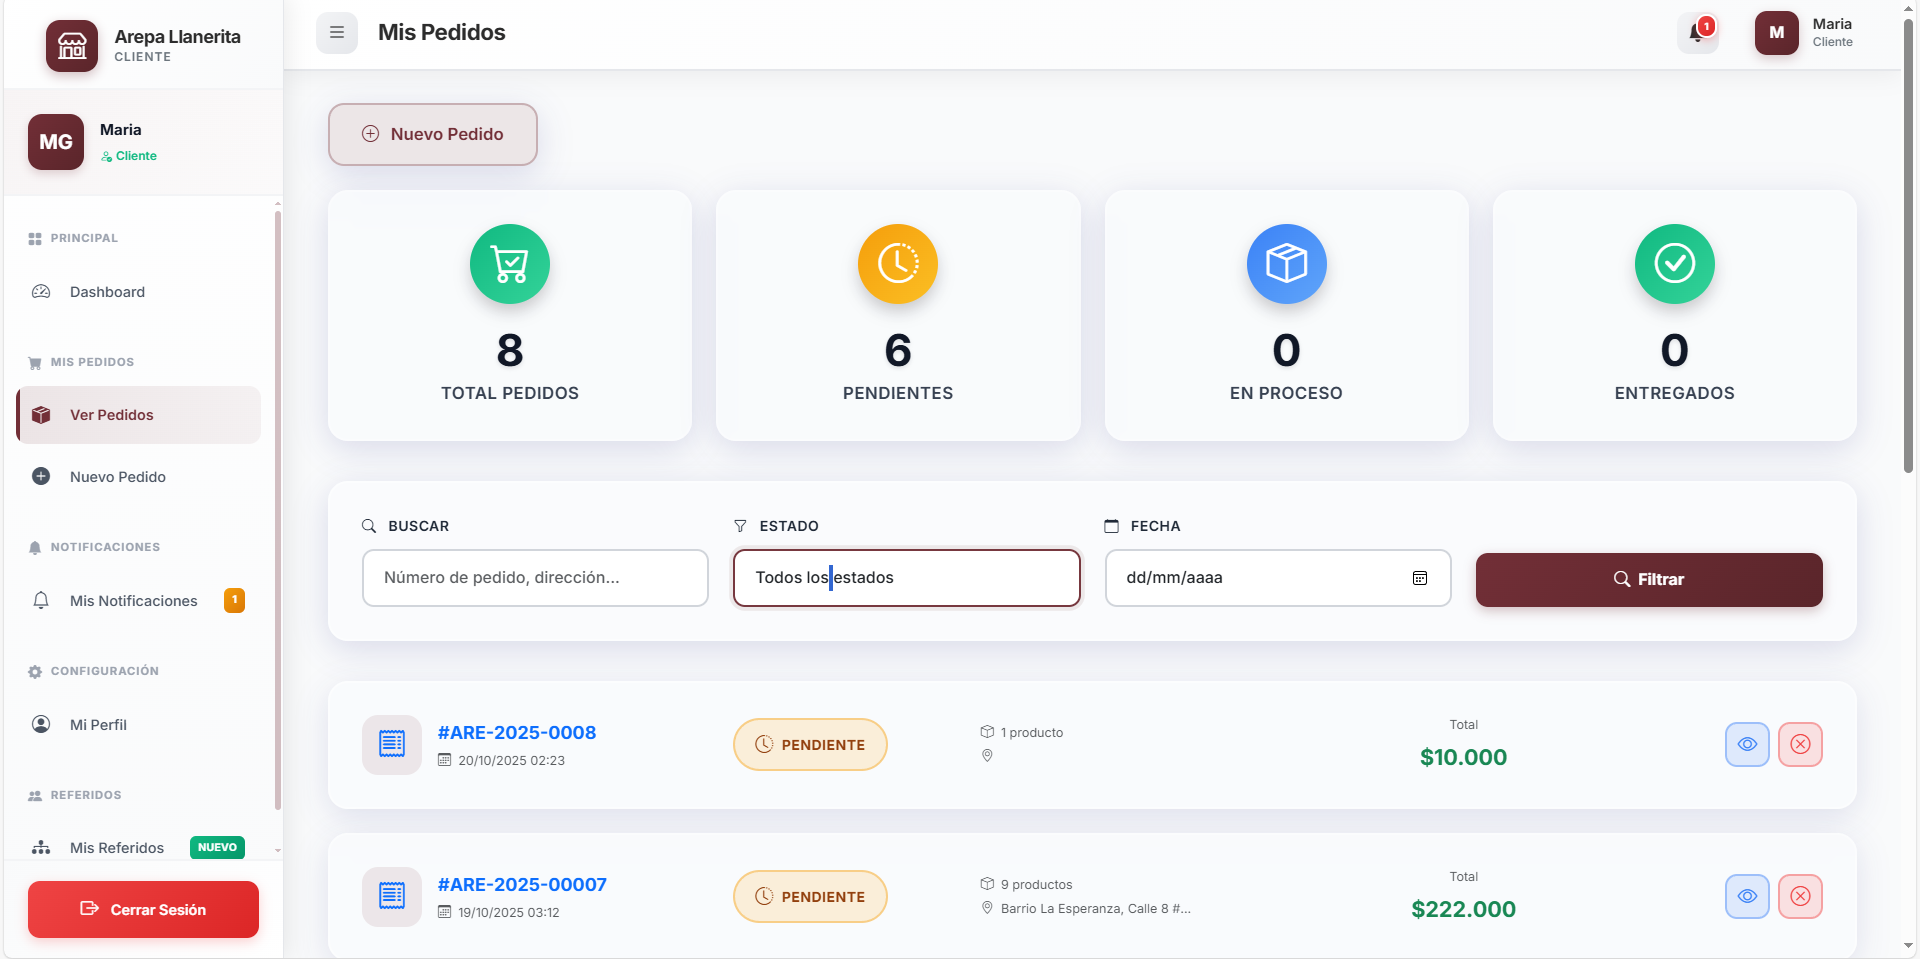 Arepa Llanerita
CLIENTE
MG
Maria
Cliente
PRINCIPAL
Dashboard
MIS PEDIDOS
Ver Pedidos
Nuevo Pedido
NOTIFICACIONES
Mis Notificaciones 1
CONFIGURACIÓN
Mi Perfil
REFERIDOS
Mis Referidos NUEVO
Cerrar Sesión
Mis Pedidos
1
M
Maria
Cliente
Nuevo Pedido
8
TOTAL PEDIDOS
6
PENDIENTES
0
EN PROCESO
0
ENTREGADOS
BUSCAR
Número de pedido, dirección...
ESTADO
Todos los estados
FECHA
dd/mm/aaaa
Filtrar
#ARE-2025-0008
20/10/2025 02:23
PENDIENTE
1 producto
Total
$10.000
#ARE-2025-00007
19/10/2025 03:12
PENDIENTE
9 productos
Barrio La Esperanza, Calle 8 #...
Total
$222.000